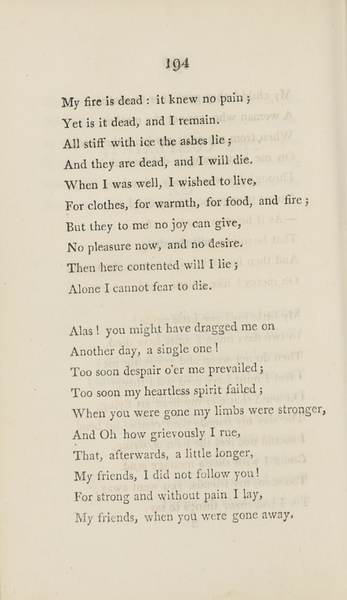 194
My fire is dead : it knew no pain ;
Yet is it dead, and I remain.
All stiff with ice the ashes lie ;
And they are dead, and I will die.
When I was well, I wished to live,
For clothes, for warmth, for food, and fire ;
But they to me no joy can give,
No pleasure now, and no desire.
Then here contented will I lie ;
Alone I cannot fear to die.
Alas ! you might have dragged me on
Another day, a single one !
Too soon despair o'er me prevailed ;
Too soon my heartless spirit failed ;
When you were gone my limbs were stronger,
And Oh how grievously I rue,
That, afterwards, a little longer,
My friends, I did not follow you !
For strong and without pain I lay,
My friends, when you were gone away.